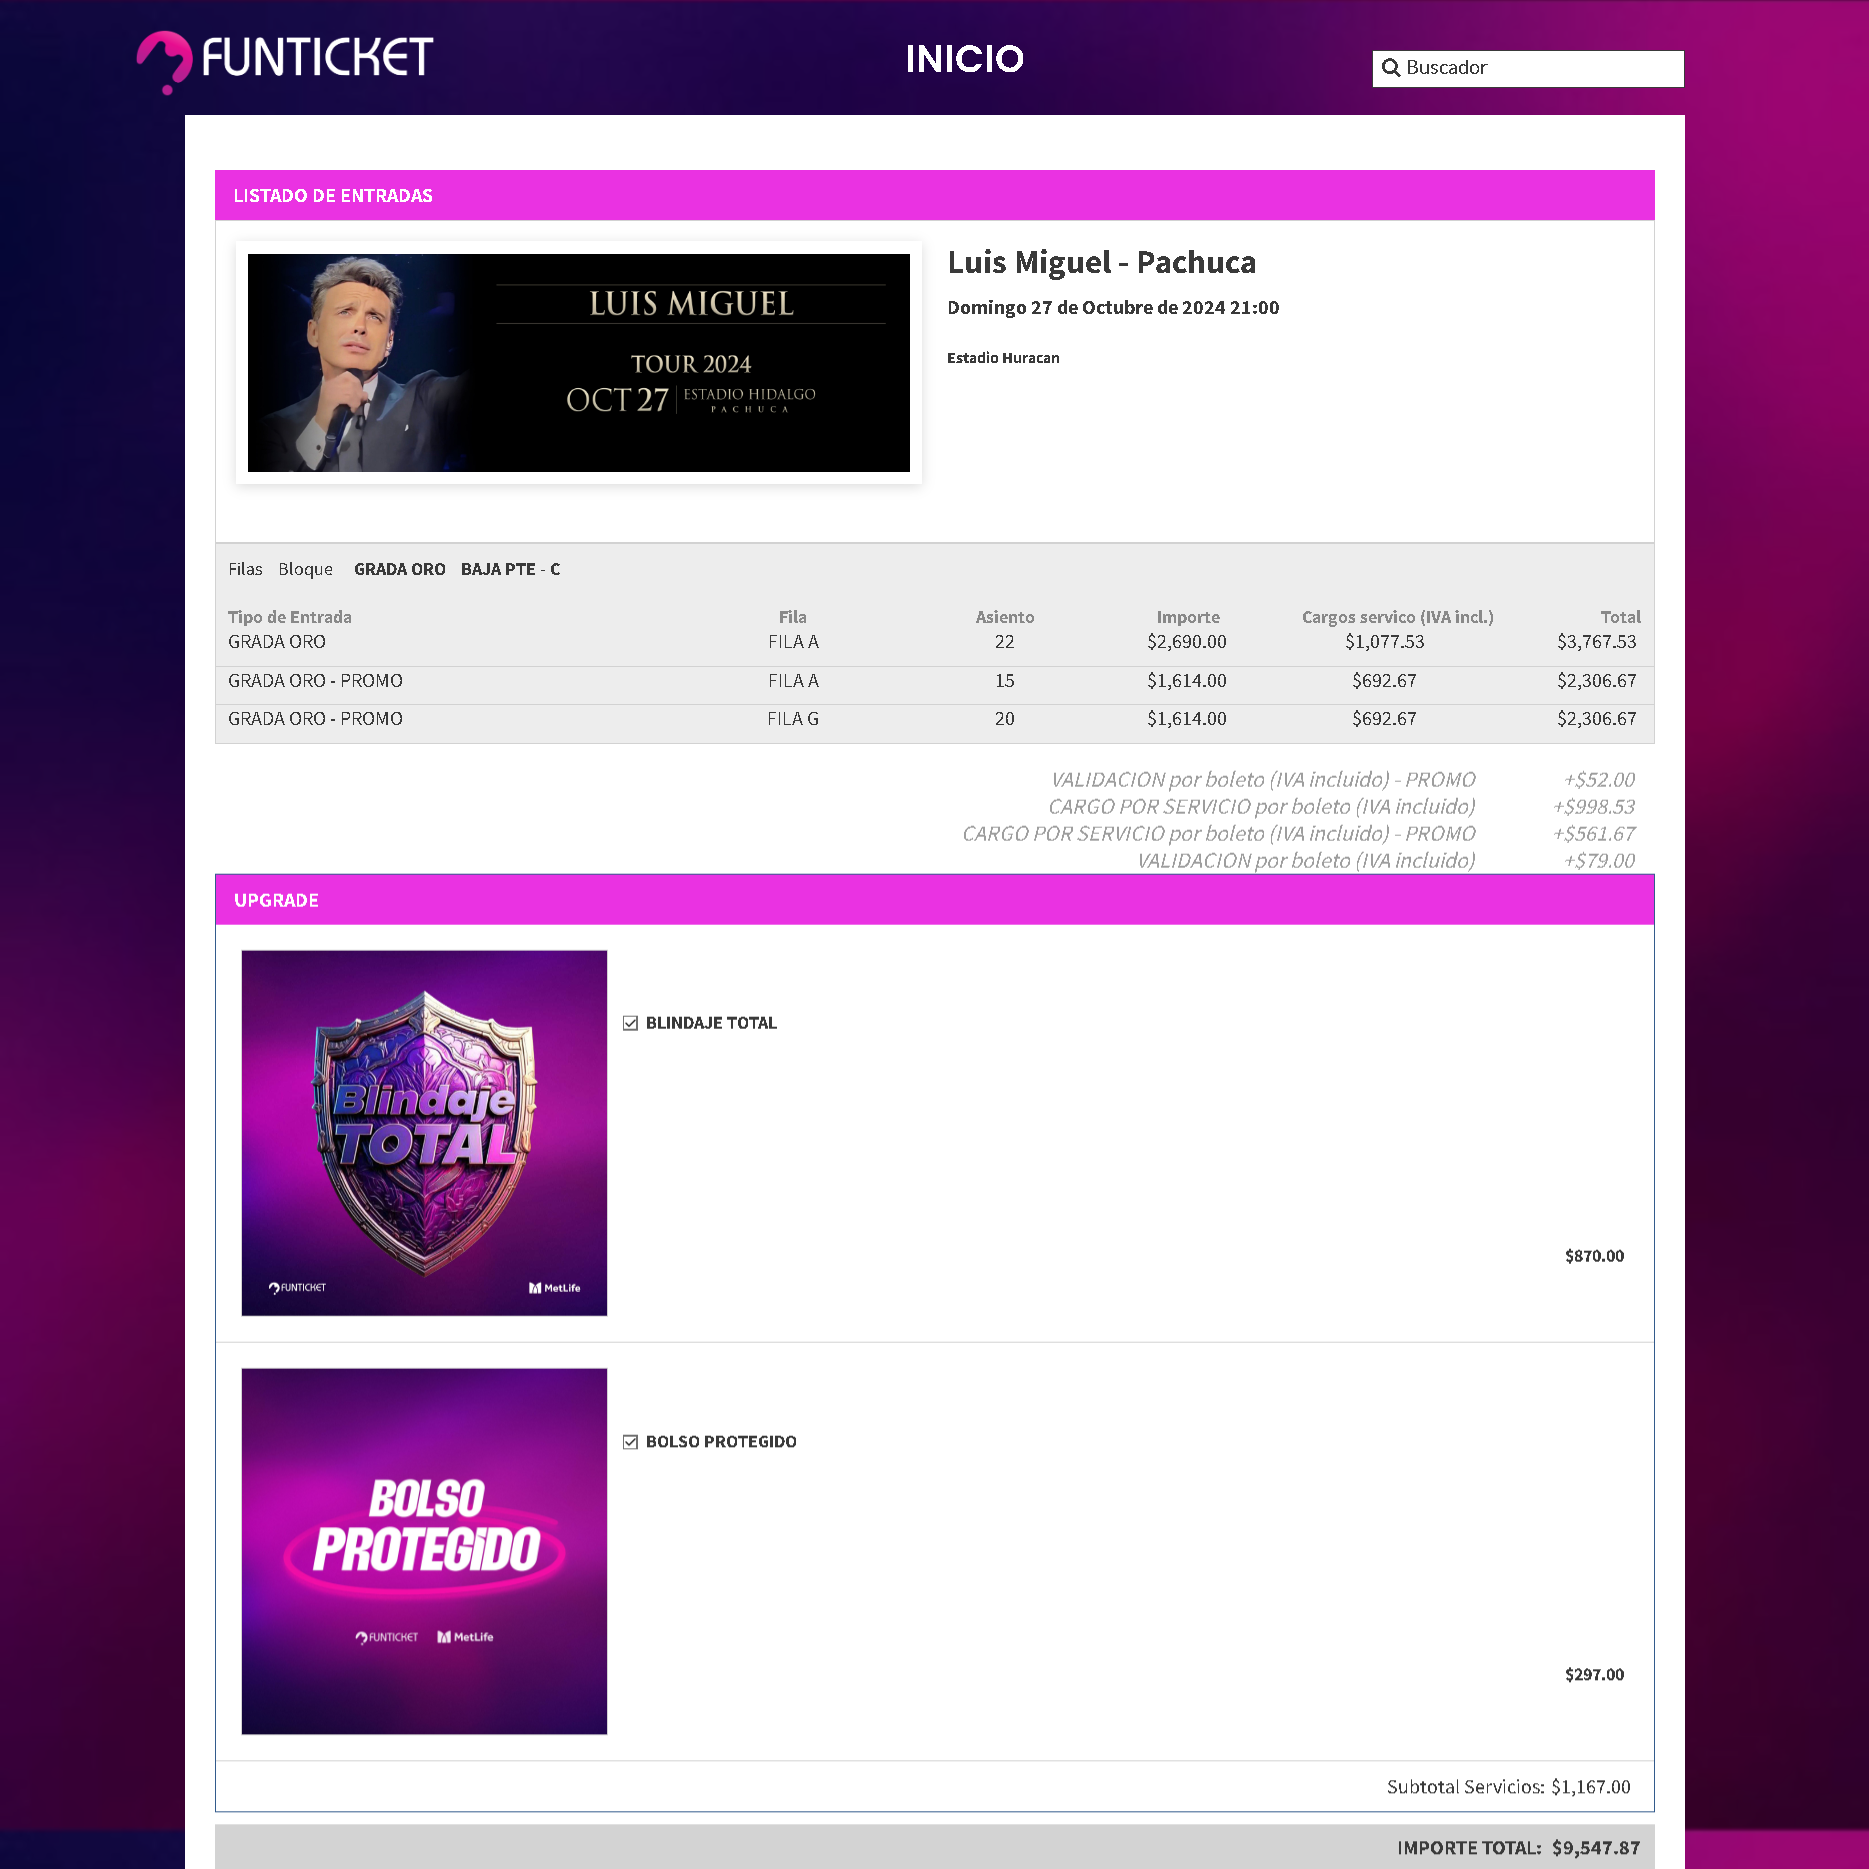 FUNTICKET
INICIO
Buscador
LISTADO DE ENTRADAS
LUIS MIGUEL
TOUR 2024
OCT 27 ESTADIO HIDALGO
PACHUCA
Luis Miguel - Pachuca
Domingo 27 de Octubre de 2024 21:00
Estadio Huracan
Filas Bloque GRADA ORO BAJA PTE - C
Tipo de Entrada Fila Asiento Importe Cargos servico (IVA incl.) Total
GRADA ORO FILA A 22 $2,690.00 $1,077.53 $3,767.53
GRADA ORO - PROMO FILA A 15 $1,614.00 $692.67 $2,306.67
GRADA ORO - PROMO FILA G 20 $1,614.00 $692.67 $2,306.67
VALIDACION por boleto (IVA incluido) - PROMO +$52.00
CARGO POR SERVICIO por boleto (IVA incluido) +$998.53
CARGO POR SERVICIO por boleto (IVA incluido) - PROMO +$561.67
VALIDACION por boleto (IVA incluido) +$79.00
UPGRADE
Blindaje
TOTAL
FUNTICKET MetLife
BLINDAJE TOTAL
$870.00
BOLSO
PROTEGIDO
FUNTICKET MetLife
BOLSO PROTEGIDO
$297.00
Subtotal Servicios: $1,167.00
IMPORTE TOTAL: $9,547.87